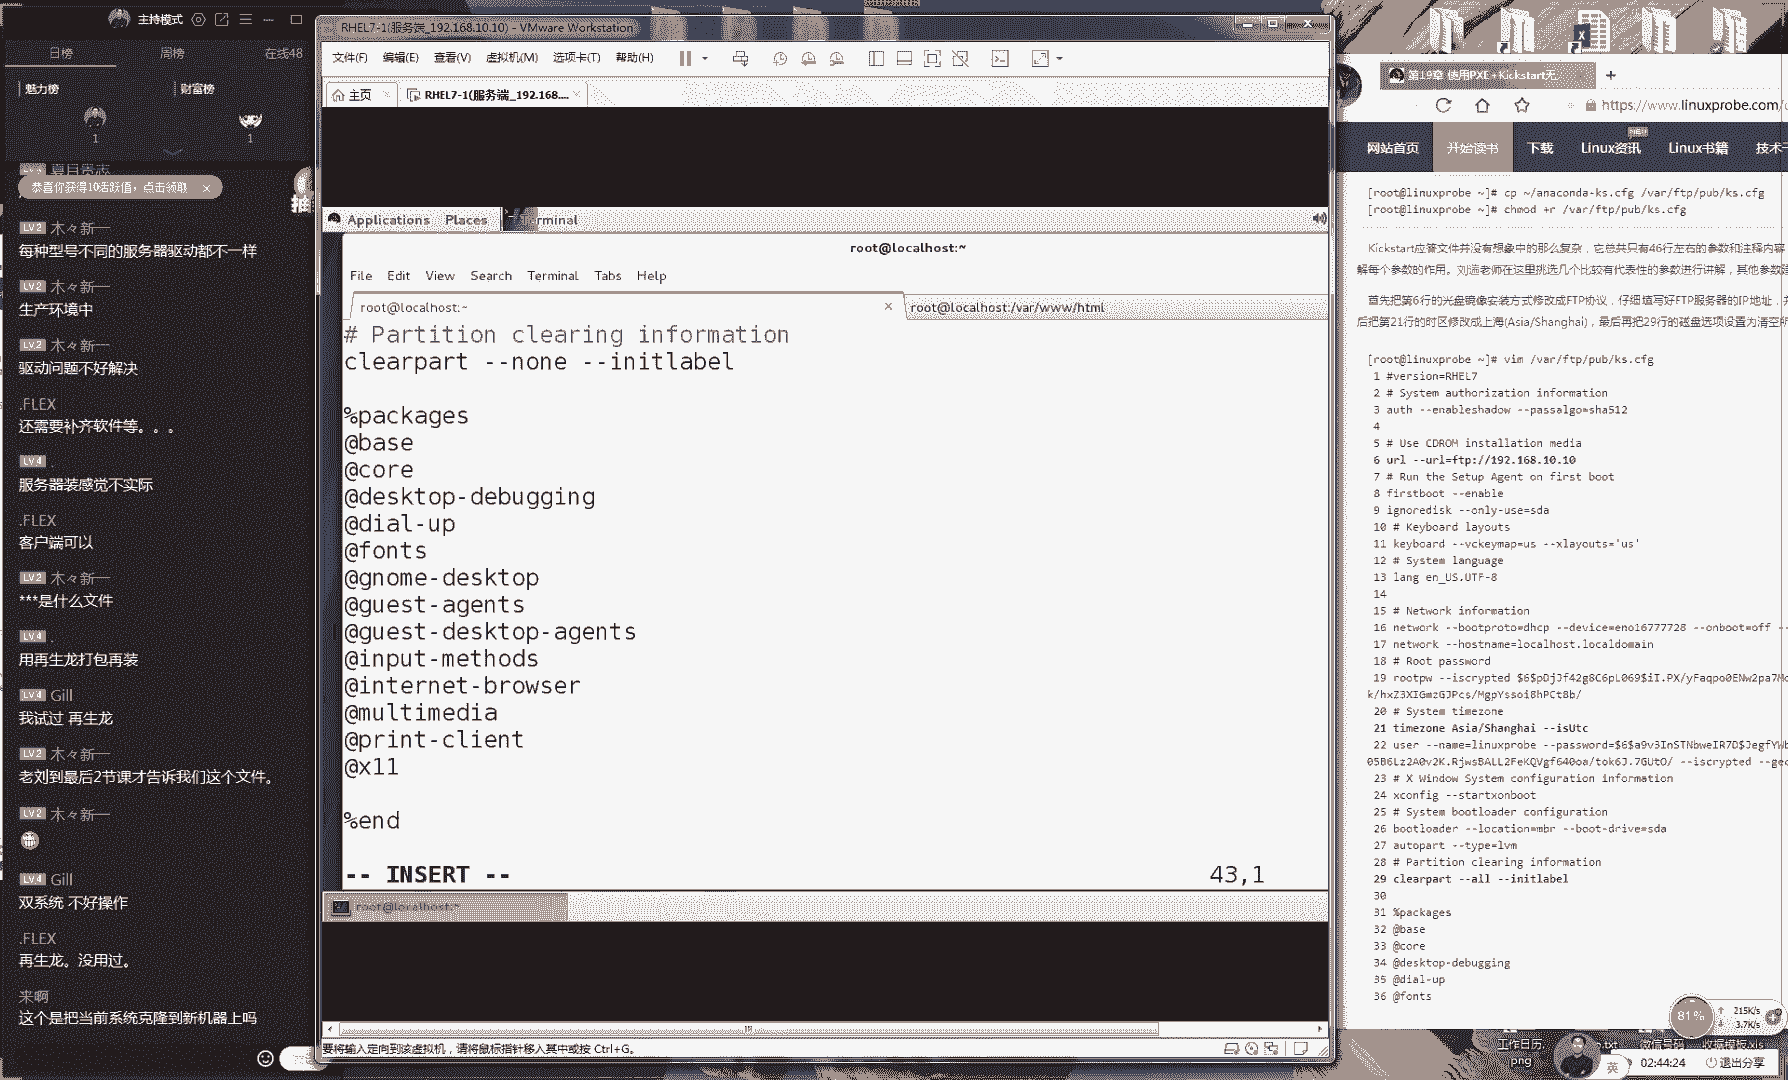 主持模式
日榜
周榜
在线48
魅力榜
财富榜
1
1
恭喜你获得10活跃值，点击领取
抽
LV2 木々新一
每种型号不同的服务器驱动都不一样
LV2 木々新一
生产环境中
LV2 木々新一
驱动问题不好解决
.FLEX
还需要补齐软件等。。。
LV4 .
服务器装感觉不实际
.FLEX
客户端可以
LV2 木々新一
***是什么文件
LV4 .
用再生龙打包再装
LV4 Gill
我试过 再生龙
LV2 木々新一
老刘到最后2节课才告诉我们这个文件。
LV2 木々新一
LV4 Gill
双系统 不好操作
.FLEX
再生龙。没用过。
来啊
这个是把当前系统克隆到新机器上吗
RHEL7-1(服务端_192.168.10.10) - VMware Workstation
文件(F) 编辑(E) 查看(V) 虚拟机(M) 选项卡(T) 帮助(H)
主页
RHEL7-1(服务端_192.168....
Applications Places Terminal
root@localhost:~
File Edit View Search Terminal Tabs Help
root@localhost:~
root@localhost:/var/www/html
# Partition clearing information
clearpart --none --initlabel
%packages
@base
@core
@desktop-debugging
@dial-up
@fonts
@gnome-desktop
@guest-agents
@guest-desktop-agents
@input-methods
@internet-browser
@multimedia
@print-client
@x11
%end
-- INSERT --
43,1
root@localhost:~
要将输入定向到该虚拟机，请将鼠标指针移入其中或按 Ctrl+G。
第19章 使用PXE+Kickstart无
https://www.linuxprobe.com/
网站首页 开始读书 下载 Linux资讯 Linux书籍
[root@linuxprobe ~]# cp ~/anaconda-ks.cfg /var/ftp/pub/ks.cfg
[root@linuxprobe ~]# chmod +r /var/ftp/pub/ks.cfg
Kickstart应答文件并没有想象中的那么复杂，它总共只有46行左右的参数和注释内容
解每个参数的作用。刘遄老师在这里挑选几个比较有代表性的参数进行讲解，其他参数
首先把第6行的光盘镜像安装方式修改成FTP协议，仔细填写好FTP服务器的IP地址，
后把第21行的时区修改成上海(Asia/Shanghai)，最后再把29行的磁盘选项设置为清空所
[root@linuxprobe ~]# vim /var/ftp/pub/ks.cfg
1 #version=RHEL7
2 # System authorization information
3 auth --enableshadow --passalgo=sha512
4
5 # Use CDROM installation media
6 url --url=ftp://192.168.10.10
7 # Run the Setup Agent on first boot
8 firstboot --enable
9 ignoredisk --only-use=sda
10 # Keyboard layouts
11 keyboard --vckeymap=us --xlayouts='us'
12 # System language
13 lang en_US.UTF-8
14
15 # Network information
16 network --bootproto=dhcp --device=eno16777728 --onboot=off
17 network --hostname=localhost.localdomain
18 # Root password
19 rootpw --iscrypted
k/hxZ3XIGmzGJPcs/MgpYssoi8hPCt8b/
20 # System timezone
21 timezone Asia/Shanghai --isUtc
22 user --name=linuxprobe
--iscrypted
23 # X Window System configuration information
24 xconfig --startxonboot
25 # System bootloader configuration
26 bootloader --location=mbr --boot-drive=sda
27 autopart --type=lvm
28 # Partition clearing information
29 clearpart --all --initlabel
30
31 %packages
32 @base
33 @core
34 @desktop-debugging
35 @dial-up
36 @fonts
81%
215K/s
3.7K/s
工作日历.
png
微信号码
收据模板.xls
英
02:44:24
退出分享